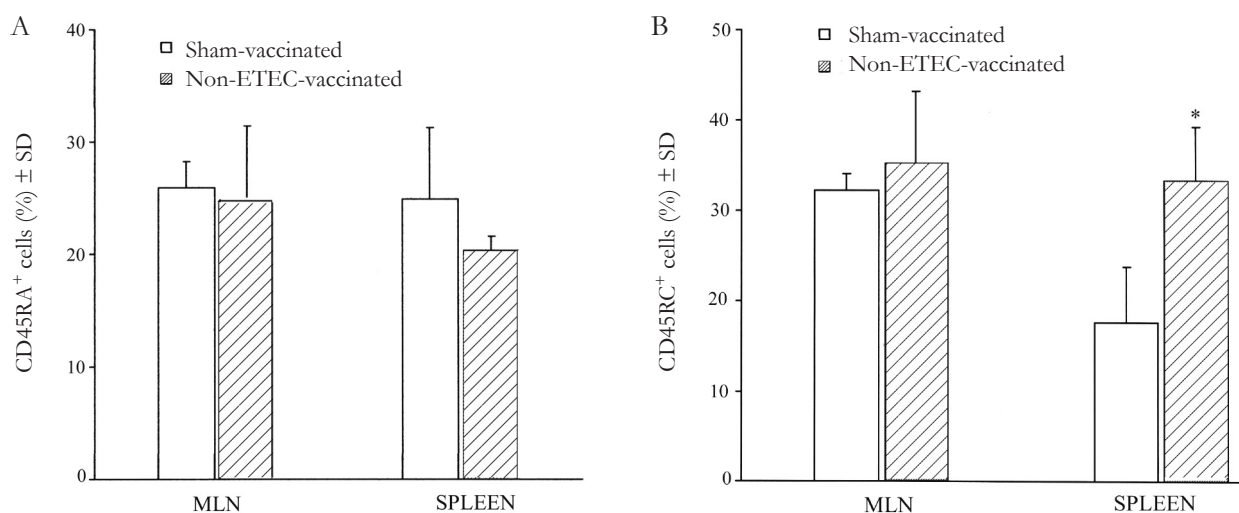 A
CD45RA⁺ cells (%) ± SD
40
30
20
10
0
Sham-vaccinated
Non-ETEC-vaccinated
MLN
SPLEEN
B
CD45RC⁺ cells (%) ± SD
50
40
30
20
10
0
Sham-vaccinated
Non-ETEC-vaccinated
*
MLN
SPLEEN